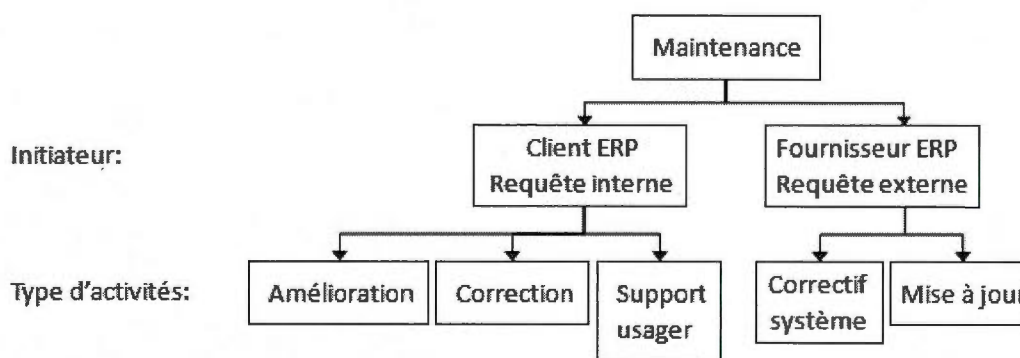 Maintenance
Initiateur:
Client ERP
Requête interne
Fournisseur ERP
Requête externe
Type d'activités:
Amélioration
Correction
Support
usager
Correctif
système
Mise à jour